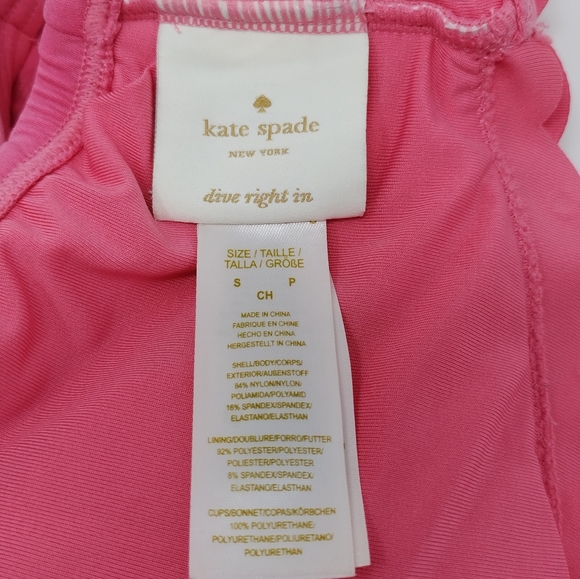 kate spade
NEW YORK
dive right in
SIZE / TAILLE /
TALLA / GRÖßE
S P
CH
MADE IN CHINA
FABRIQUE EN CHINE
HECHO EN CHINA
HERGESTELLT IN CHINA
SHELL/BODY/CORPS/
EXTERIOR/AUßENSTOFF
84% NYLON/NYLON/
POLIAMIDA/POLYAMID
16% SPANDEX/SPANDEX/
ELASTANO/ELASTHAN
LINING/DOUBLURE/FORRO/FUTTER
92% POLYESTER/POLYESTER/
POLIESTER/POLYESTER
8% SPANDEX/SPANDEX/
ELASTANO/ELASTHAN
CUPS/BONNET/COPAS/KÖRBCHEN
100% POLYURETHANE/
POLYURETHANE/POLIURETANO/
POLYURETHAN